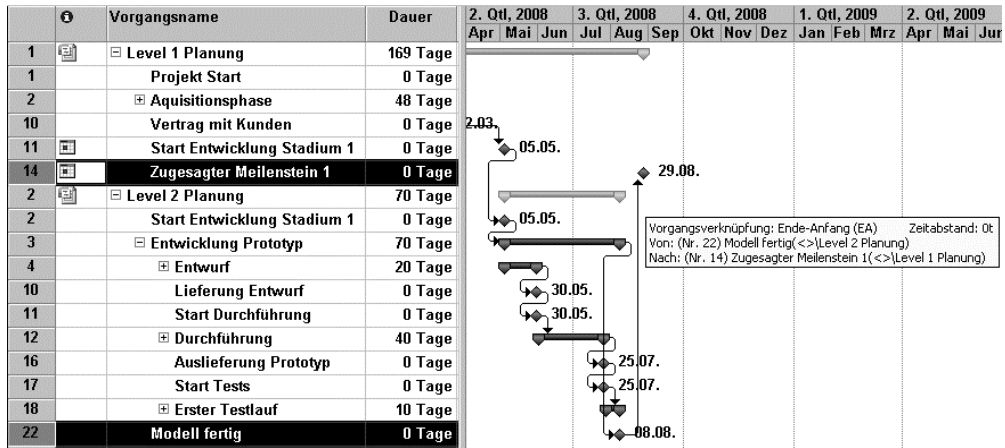 Vorgangsname Dauer 2. Qtl, 2008 3. Qtl, 2008 4. Qtl, 2008 1. Qtl, 2009 2. Qtl, 2009
Apr Mai Jun Jul Aug Sep Okt Nov Dez Jan Feb Mrz Apr Mai Jun
1 Level 1 Planung 169 Tage
1 Projekt Start 0 Tage
2 Aquisitionsphase 48 Tage
10 Vertrag mit Kunden 0 Tage 2.03.
11 Start Entwicklung Stadium 1 0 Tage 05.05.
14 Zugesagter Meilenstein 1 0 Tage 29.08.
2 Level 2 Planung 70 Tage
2 Start Entwicklung Stadium 1 0 Tage 05.05.
3 Entwicklung Prototyp 70 Tage
Vorgangsverknüpfung: Ende-Anfang (EA) Zeitabstand: 0t
Von: (Nr. 22) Modell fertig(<>\Level 2 Planung)
Nach: (Nr. 14) Zugesagter Meilenstein 1(<>\Level 1 Planung)
4 Entwurf 20 Tage
10 Lieferung Entwurf 0 Tage 30.05.
11 Start Durchführung 0 Tage 30.05.
12 Durchführung 40 Tage
16 Auslieferung Prototyp 0 Tage 25.07.
17 Start Tests 0 Tage 25.07.
18 Erster Testlauf 10 Tage
22 Modell fertig 0 Tage 08.08.